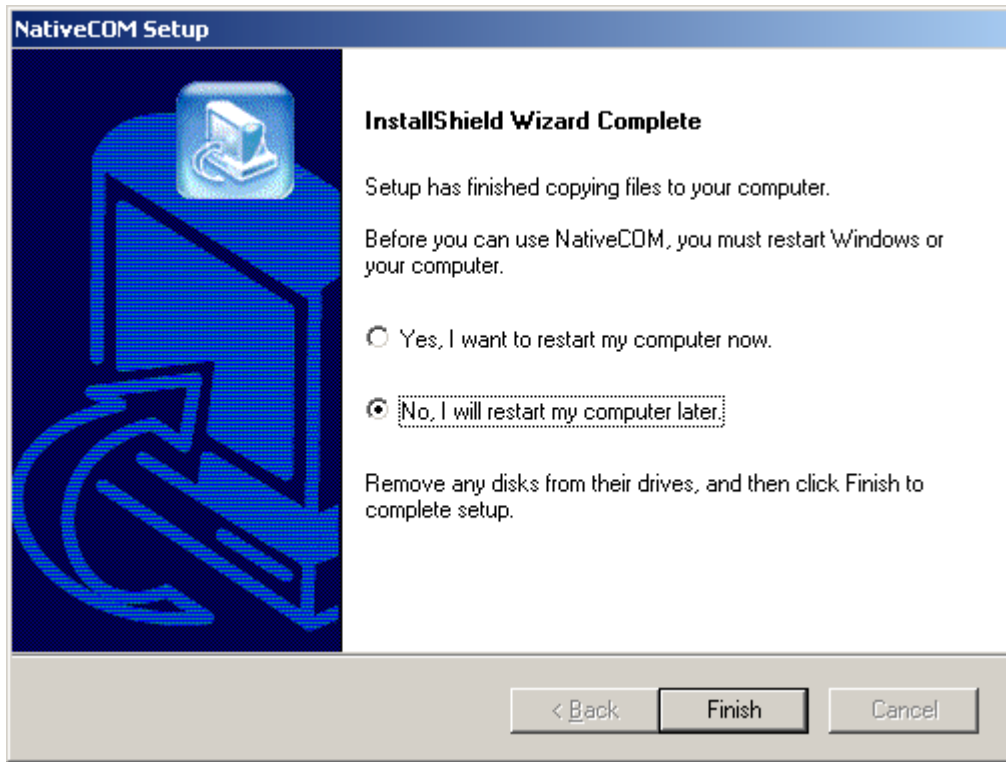 NativeCOM Setup
InstallShield Wizard Complete
Setup has finished copying files to your computer.
Before you can use NativeCOM, you must restart Windows or
your computer.
Yes, I want to restart my computer now.
No, I will restart my computer later.
Remove any disks from their drives, and then click Finish to
complete setup.
< Back
Finish
Cancel